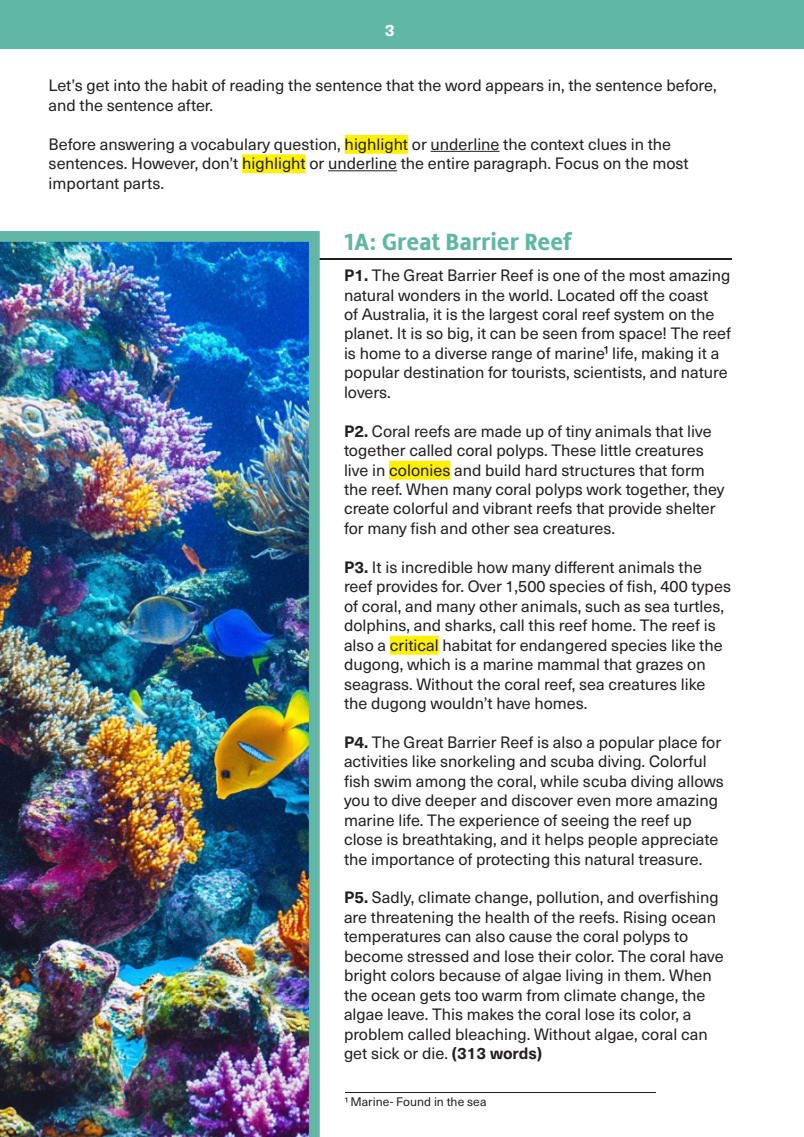 3
Let's get into the habit of reading the sentence that the word appears in, the sentence before,
and the sentence after.
Before answering a vocabulary question, highlight or underline the context clues in the
sentences. However, don't highlight or underline the entire paragraph. Focus on the most
important parts.
1A: Great Barrier Reef
P1. The Great Barrier Reef is one of the most amazing
natural wonders in the world. Located off the coast
of Australia, it is the largest coral reef system on the
planet. It is so big, it can be seen from space! The reef
is home to a diverse range of marine¹ life, making it a
popular destination for tourists, scientists, and nature
lovers.
P2. Coral reefs are made up of tiny animals that live
together called coral polyps. These little creatures
live in colonies and build hard structures that form
the reef. When many coral polyps work together, they
create colorful and vibrant reefs that provide shelter
for many fish and other sea creatures.
P3. It is incredible how many different animals the
reef provides for. Over 1,500 species of fish, 400 types
of coral, and many other animals, such as sea turtles,
dolphins, and sharks, call this reef home. The reef is
also a critical habitat for endangered species like the
dugong, which is a marine mammal that grazes on
seagrass. Without the coral reef, sea creatures like
the dugong wouldn't have homes.
P4. The Great Barrier Reef is also a popular place for
activities like snorkeling and scuba diving. Colorful
fish swim among the coral, while scuba diving allows
you to dive deeper and discover even more amazing
marine life. The experience of seeing the reef up
close is breathtaking, and it helps people appreciate
the importance of protecting this natural treasure.
P5. Sadly, climate change, pollution, and overfishing
are threatening the health of the reefs. Rising ocean
temperatures can also cause the coral polyps to
become stressed and lose their color. The coral have
bright colors because of algae living in them. When
the ocean gets too warm from climate change, the
algae leave. This makes the coral lose its color, a
problem called bleaching. Without algae, coral can
get sick or die. (313 words)
¹ Marine- Found in the sea